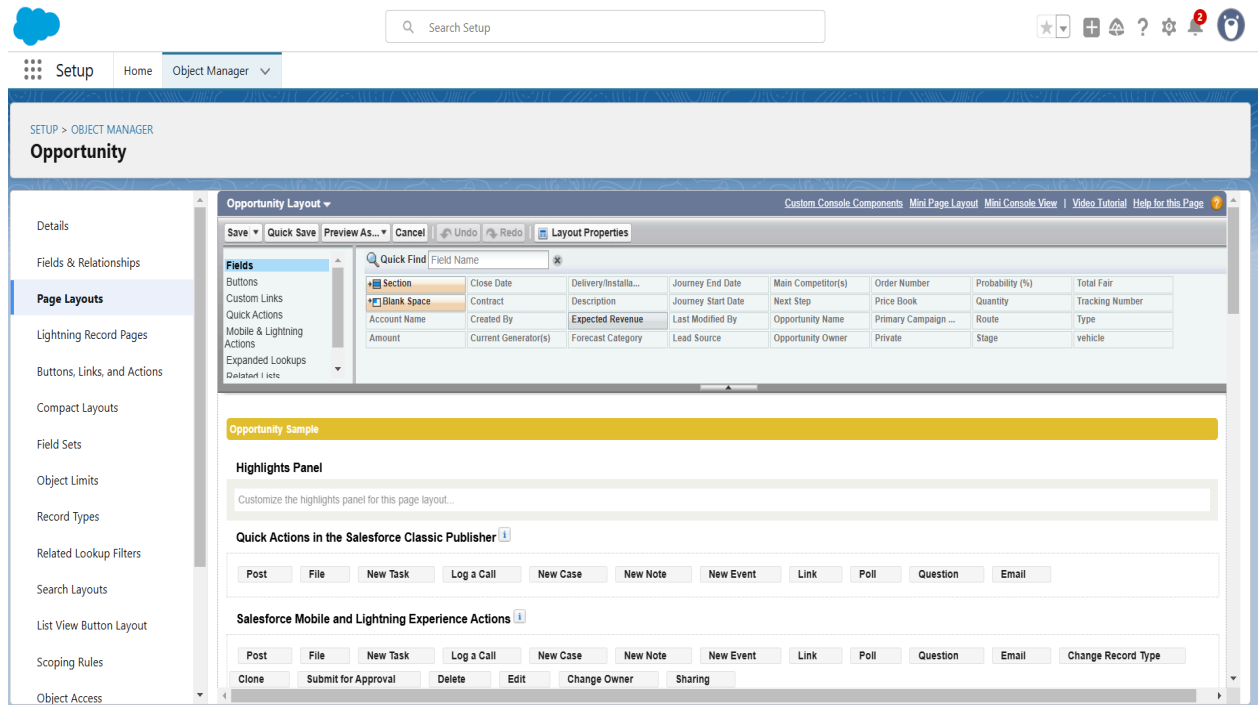 Search Setup
2
Setup
Home
Object Manager
SETUP > OBJECT MANAGER
Opportunity
Details
Fields & Relationships
Page Layouts
Lightning Record Pages
Buttons, Links, and Actions
Compact Layouts
Field Sets
Object Limits
Record Types
Related Lookup Filters
Search Layouts
List View Button Layout
Scoping Rules
Object Access
Opportunity Layout
Custom Console Components Mini Page Layout Mini Console View | Video Tutorial Help for this Page ?
Save Quick Save Preview As... Cancel Undo Redo Layout Properties
Fields
Buttons
Custom Links
Quick Actions
Mobile & Lightning
Actions
Expanded Lookups
Related Lists
Quick Find Field Name
Section Close Date Delivery/Installa... Journey End Date Main Competitor(s) Order Number Probability (%) Total Fair
Blank Space Contract Description Journey Start Date Next Step Price Book Quantity Tracking Number
Account Name Created By Expected Revenue Last Modified By Opportunity Name Primary Campaign ... Route Type
Amount Current Generator(s) Forecast Category Lead Source Opportunity Owner Private Stage vehicle
Opportunity Sample
Highlights Panel
Customize the highlights panel for this page layout...
Quick Actions in the Salesforce Classic Publisher i
Post File New Task Log a Call New Case New Note New Event Link Poll Question Email
Salesforce Mobile and Lightning Experience Actions i
Post File New Task Log a Call New Case New Note New Event Link Poll Question Email Change Record Type
Clone Submit for Approval Delete Edit Change Owner Sharing